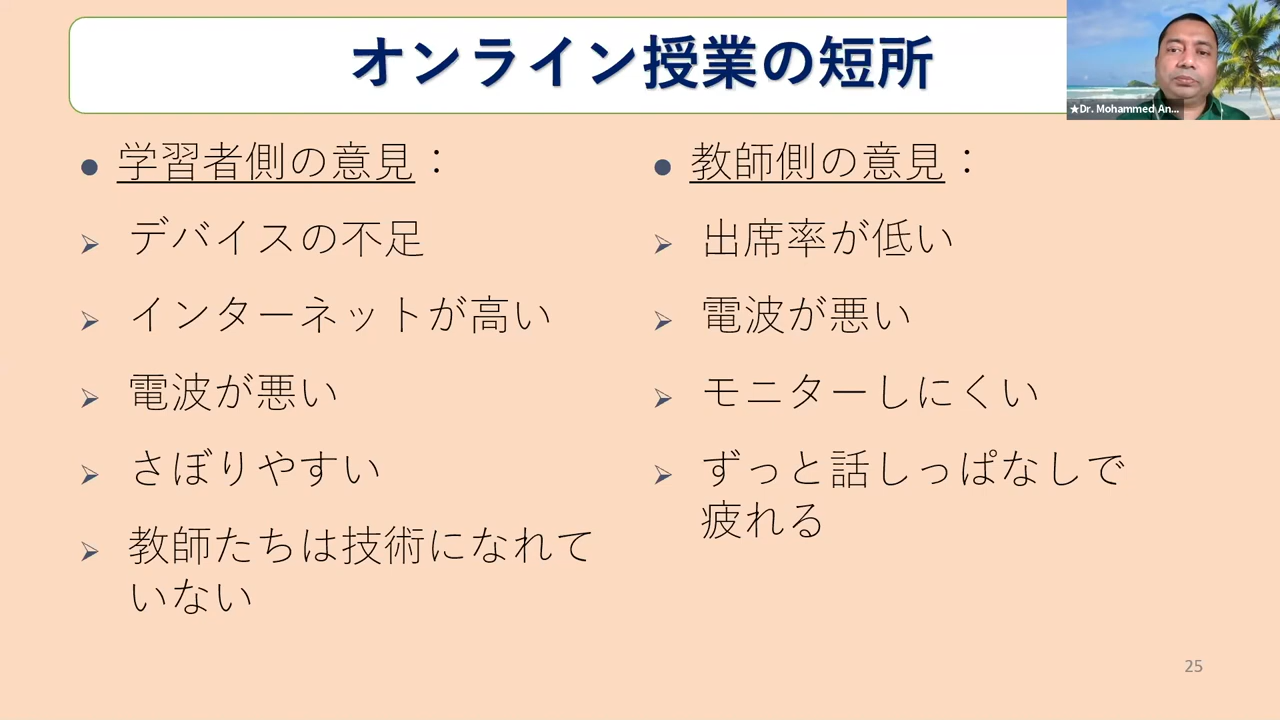 オンライン授業の短所
★Dr. Mohammed An...
● 学習者側の意見：
➢ デバイスの不足
➢ インターネットが高い
➢ 電波が悪い
➢ さぼりやすい
➢ 教師たちは技術になれて
いない
● 教師側の意見：
➢ 出席率が低い
➢ 電波が悪い
➢ モニターしにくい
➢ ずっと話しっぱなしで
疲れる
25